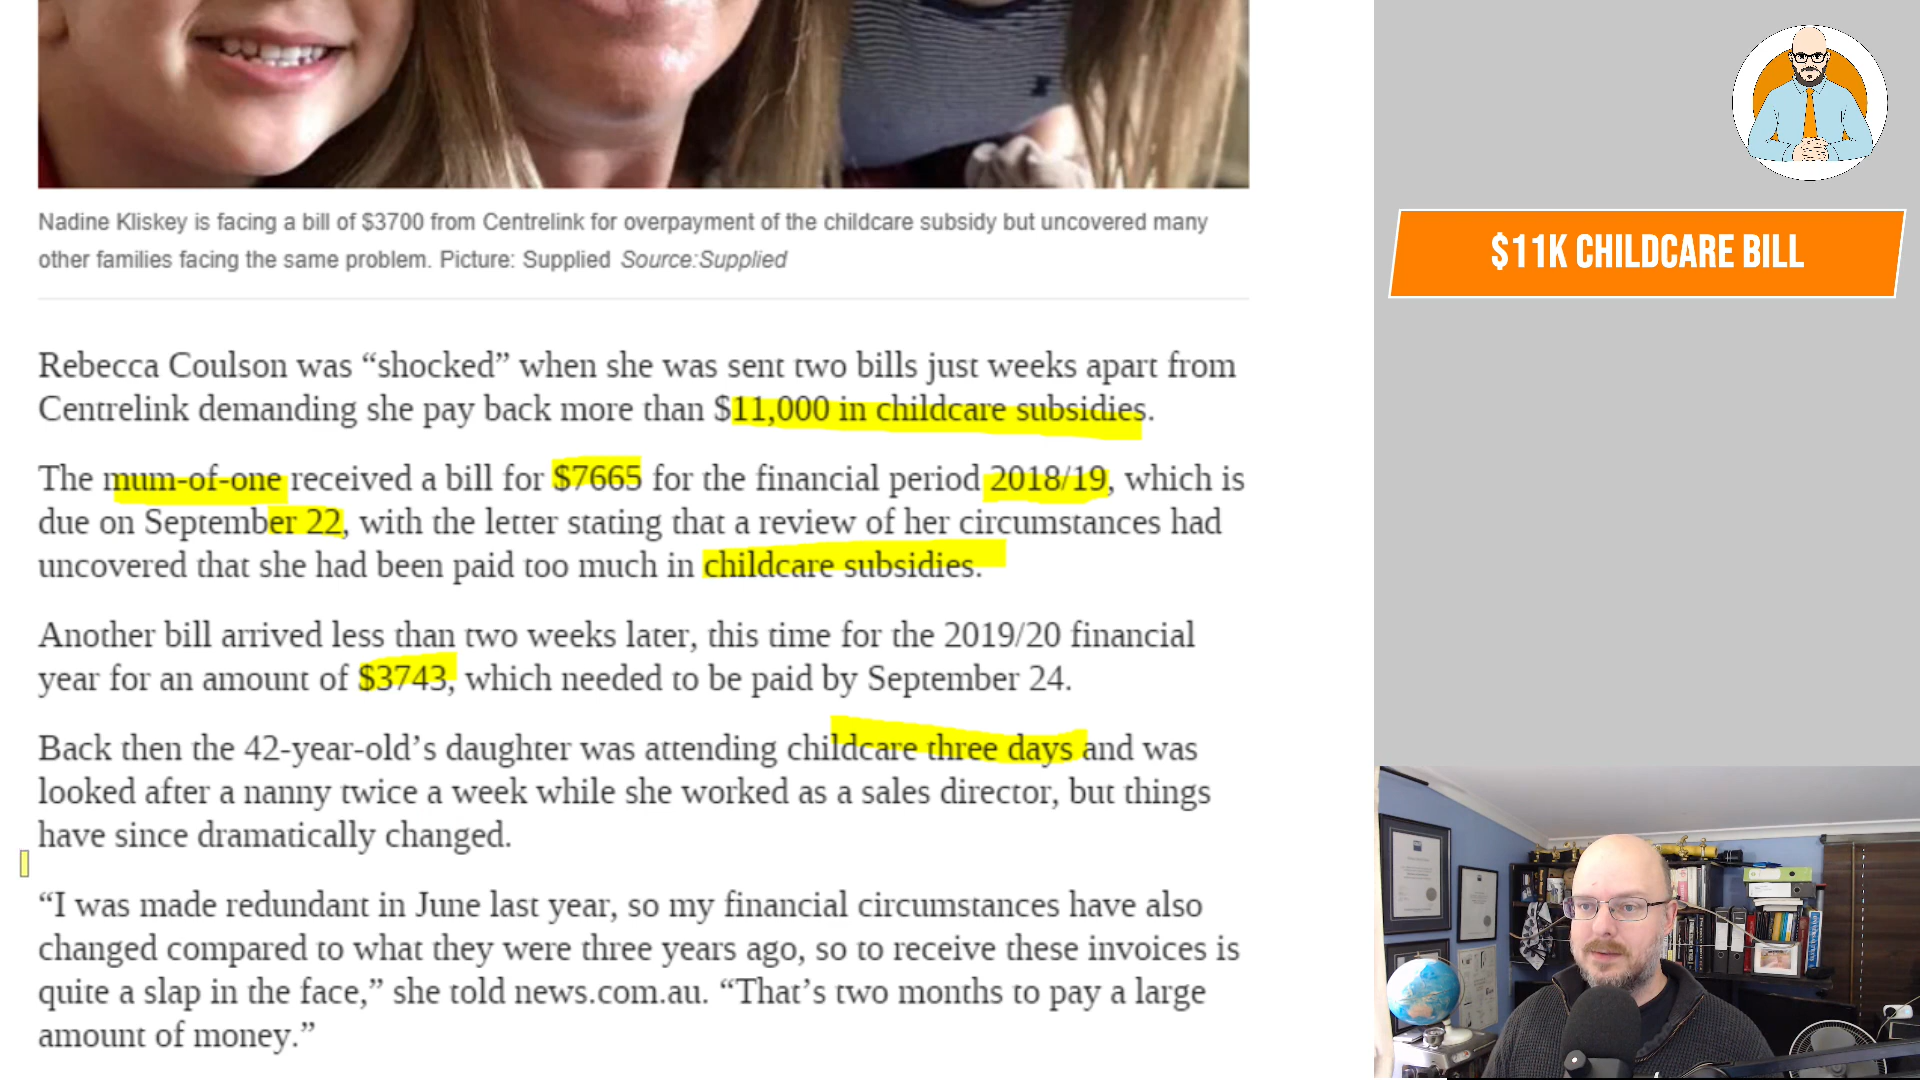 Nadine Kliskey is facing a bill of $3700 from Centrelink for overpayment of the childcare subsidy but uncovered many
other families facing the same problem. Picture: Supplied Source:Supplied
$11K CHILDCARE BILL
Rebecca Coulson was “shocked” when she was sent two bills just weeks apart from
Centrelink demanding she pay back more than $11,000 in childcare subsidies.
The mum-of-one received a bill for $7665 for the financial period 2018/19, which is
due on September 22, with the letter stating that a review of her circumstances had
uncovered that she had been paid too much in childcare subsidies.
Another bill arrived less than two weeks later, this time for the 2019/20 financial
year for an amount of $3743, which needed to be paid by September 24.
Back then the 42-year-old’s daughter was attending childcare three days and was
looked after a nanny twice a week while she worked as a sales director, but things
have since dramatically changed.
“I was made redundant in June last year, so my financial circumstances have also
changed compared to what they were three years ago, so to receive these invoices is
quite a slap in the face,” she told news.com.au. “That’s two months to pay a large
amount of money.”